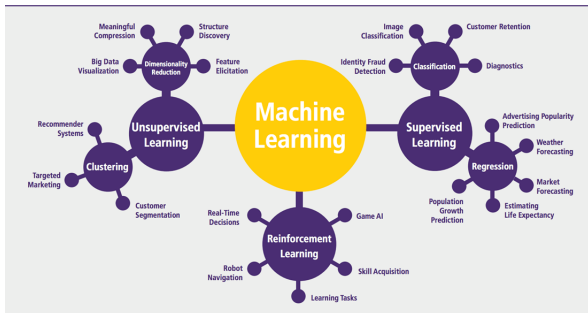 Meaningful
Compression
Structure
Discovery
Big Data
Visualization
Dimensionality
Reduction
Feature
Elicitation
Unsupervised
Learning
Recommender
Systems
Clustering
Targeted
Marketing
Customer
Segmentation
Machine
Learning
Image
Classification
Customer Retention
Identity Fraud
Detection
Classification
Diagnostics
Supervised
Learning
Advertising Popularity
Prediction
Weather
Forecasting
Regression
Population
Growth
Prediction
Market
Forecasting
Estimating
Life Expectancy
Real-Time
Decisions
Game AI
Reinforcement
Learning
Robot
Navigation
Skill Acquisition
Learning Tasks